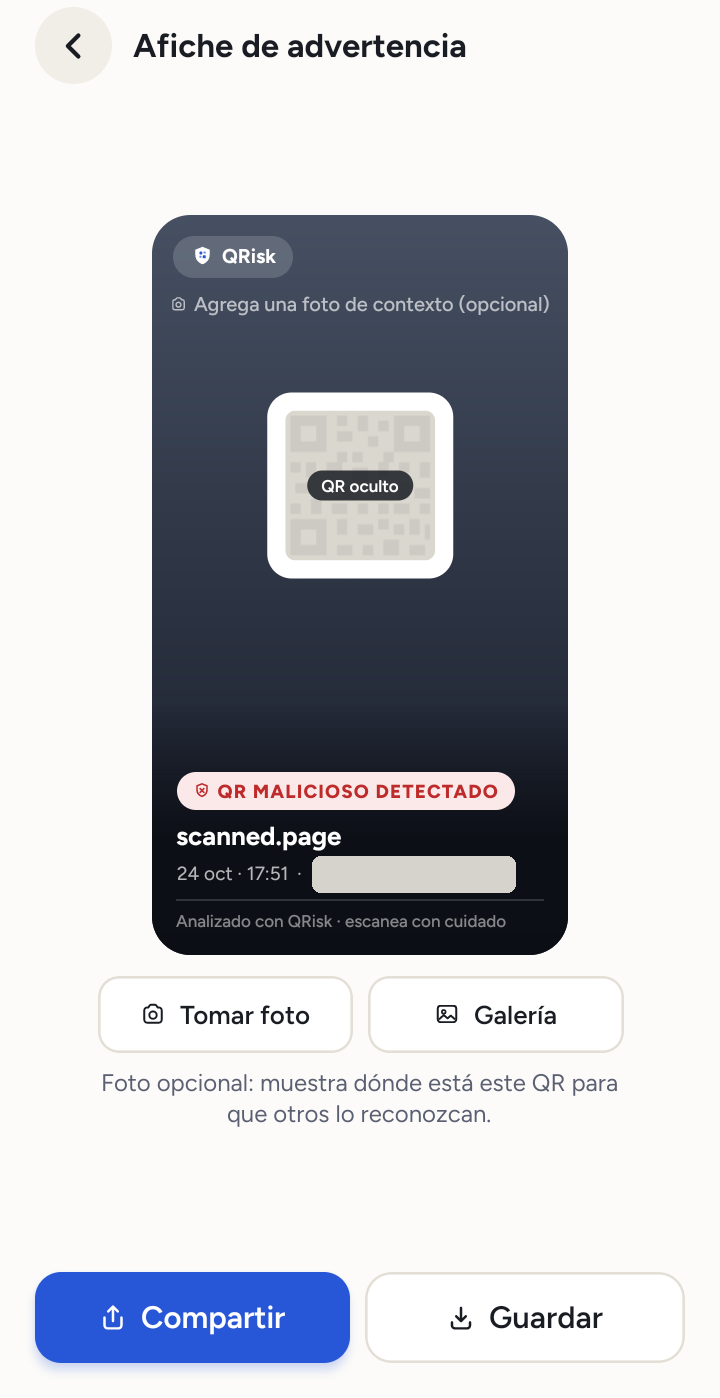 Afiche de advertencia
QRisk
Agrega una foto de contexto (opcional)
QR oculto
QR MALICIOSO DETECTADO
scanned.page
24 oct · 17:51 ·
Analizado con QRisk · escanea con cuidado
Tomar foto
Galería
Foto opcional: muestra dónde está este QR para
que otros lo reconozcan.
Compartir
Guardar